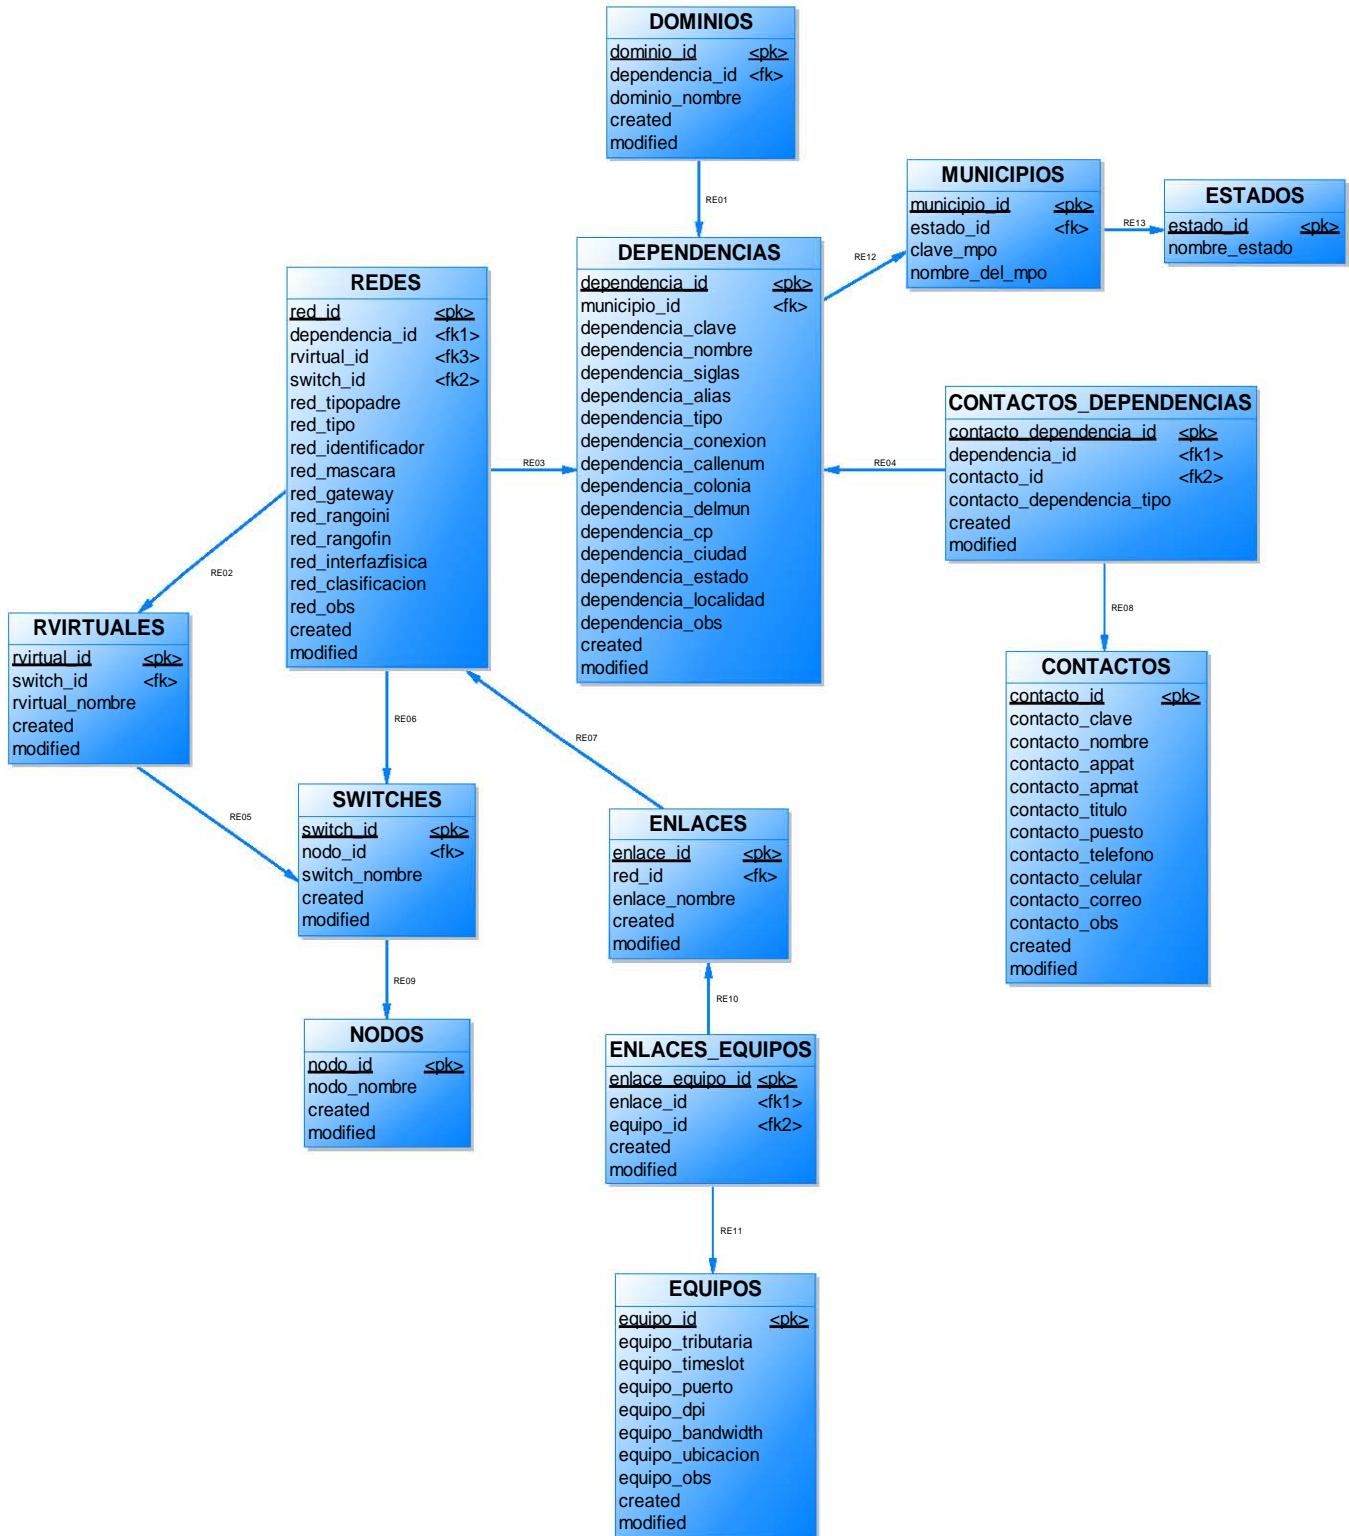 DOMINIOS
dominio_id <pk>
dependencia_id <fk>
dominio_nombre
created
modified
RE01
MUNICIPIOS
municipio_id <pk>
estado_id <fk>
clave_mpo
nombre_del_mpo
RE13
ESTADOS
estado_id <pk>
nombre_estado
RE12
DEPENDENCIAS
dependencia_id <pk>
municipio_id <fk>
dependencia_clave
dependencia_nombre
dependencia_siglas
dependencia_alias
dependencia_tipo
dependencia_conexion
dependencia_callenum
dependencia_colonia
dependencia_delmun
dependencia_cp
dependencia_ciudad
dependencia_estado
dependencia_localidad
dependencia_obs
created
modified
REDES
red_id <pk>
dependencia_id <fk1>
rvirtual_id <fk3>
switch_id <fk2>
red_tipopadre
red_tipo
red_identificador
red_mascara
red_gateway
red_rangoini
red_rangofin
red_interfazfisica
red_clasificacion
red_obs
created
modified
RE03
RE04
CONTACTOS_DEPENDENCIAS
contacto_dependencia_id <pk>
dependencia_id <fk1>
contacto_id <fk2>
contacto_dependencia_tipo
created
modified
RE02
RE08
RVIRTUALES
rvirtual_id <pk>
switch_id <fk>
rvirtual_nombre
created
modified
CONTACTOS
contacto_id <pk>
contacto_clave
contacto_nombre
contacto_appat
contacto_apmat
contacto_titulo
contacto_puesto
contacto_telefono
contacto_celular
contacto_correo
contacto_obs
created
modified
RE06
RE07
RE05
SWITCHES
switch_id <pk>
nodo_id <fk>
switch_nombre
created
modified
ENLACES
enlace_id <pk>
red_id <fk>
enlace_nombre
created
modified
RE09
RE10
NODOS
nodo_id <pk>
nodo_nombre
created
modified
ENLACES_EQUIPOS
enlace_equipo_id <pk>
enlace_id <fk1>
equipo_id <fk2>
created
modified
RE11
EQUIPOS
equipo_id <pk>
equipo_tributaria
equipo_timeslot
equipo_puerto
equipo_dpi
equipo_bandwidth
equipo_ubicacion
equipo_obs
created
modified